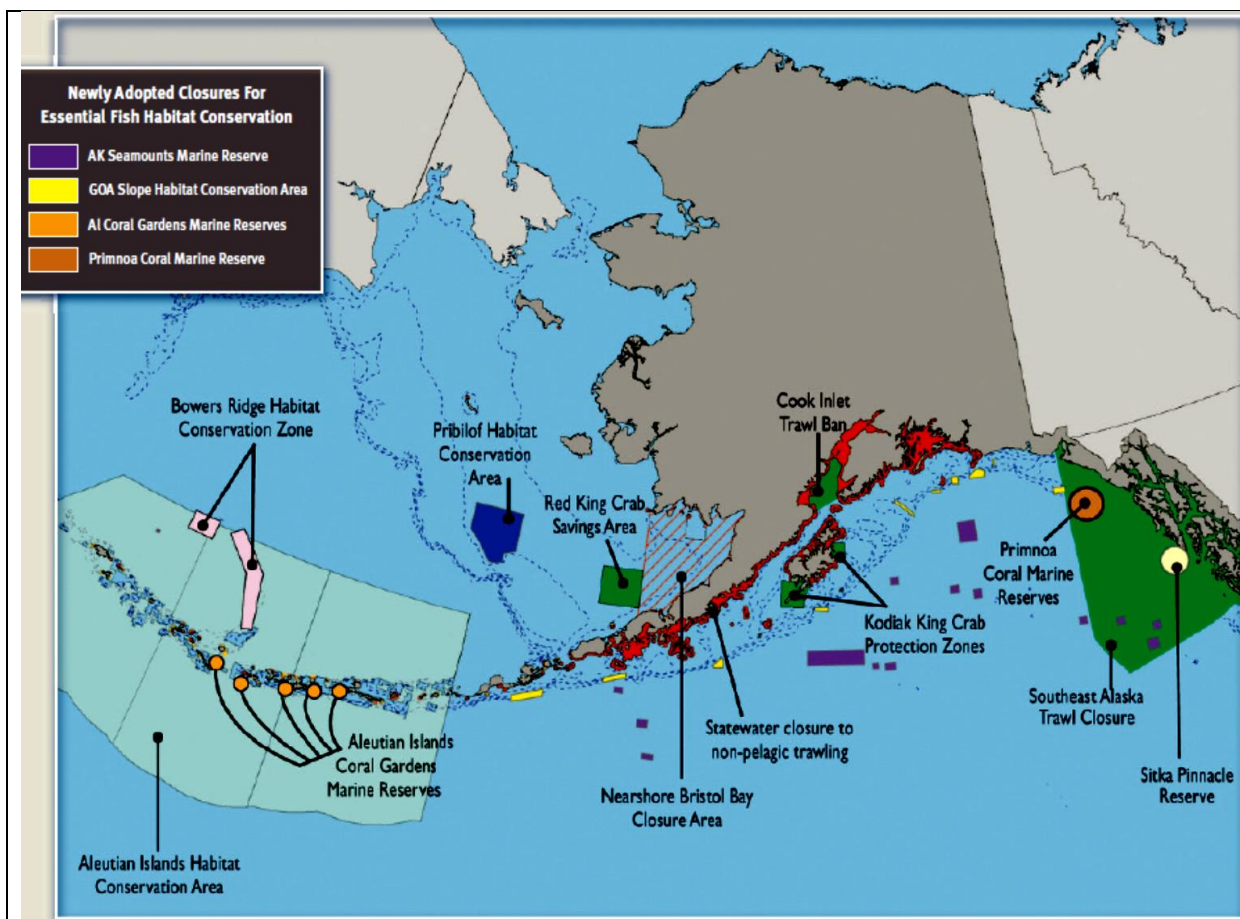 Newly Adopted Closures For
Essential Fish Habitat Conservation
AK Seamounts Marine Reserve
GOA Slope Habitat Conservation Area
AI Coral Gardens Marine Reserves
Primnoa Coral Marine Reserve
Bowers Ridge Habitat
Conservation Zone
Pribilof Habitat
Conservation
Area
Red King Crab
Savings Area
Cook Inlet
Trawl Ban
Primnoa
Coral Marine
Reserves
Kodiak King Crab
Protection Zones
Southeast Alaska
Trawl Closure
Statewater closure to
non-pelagic trawling
Sitka Pinnacle
Reserve
Aleutian Islands
Coral Gardens
Marine Reserves
Nearshore Bristol Bay
Closure Area
Aleutian Islands Habitat
Conservation Area